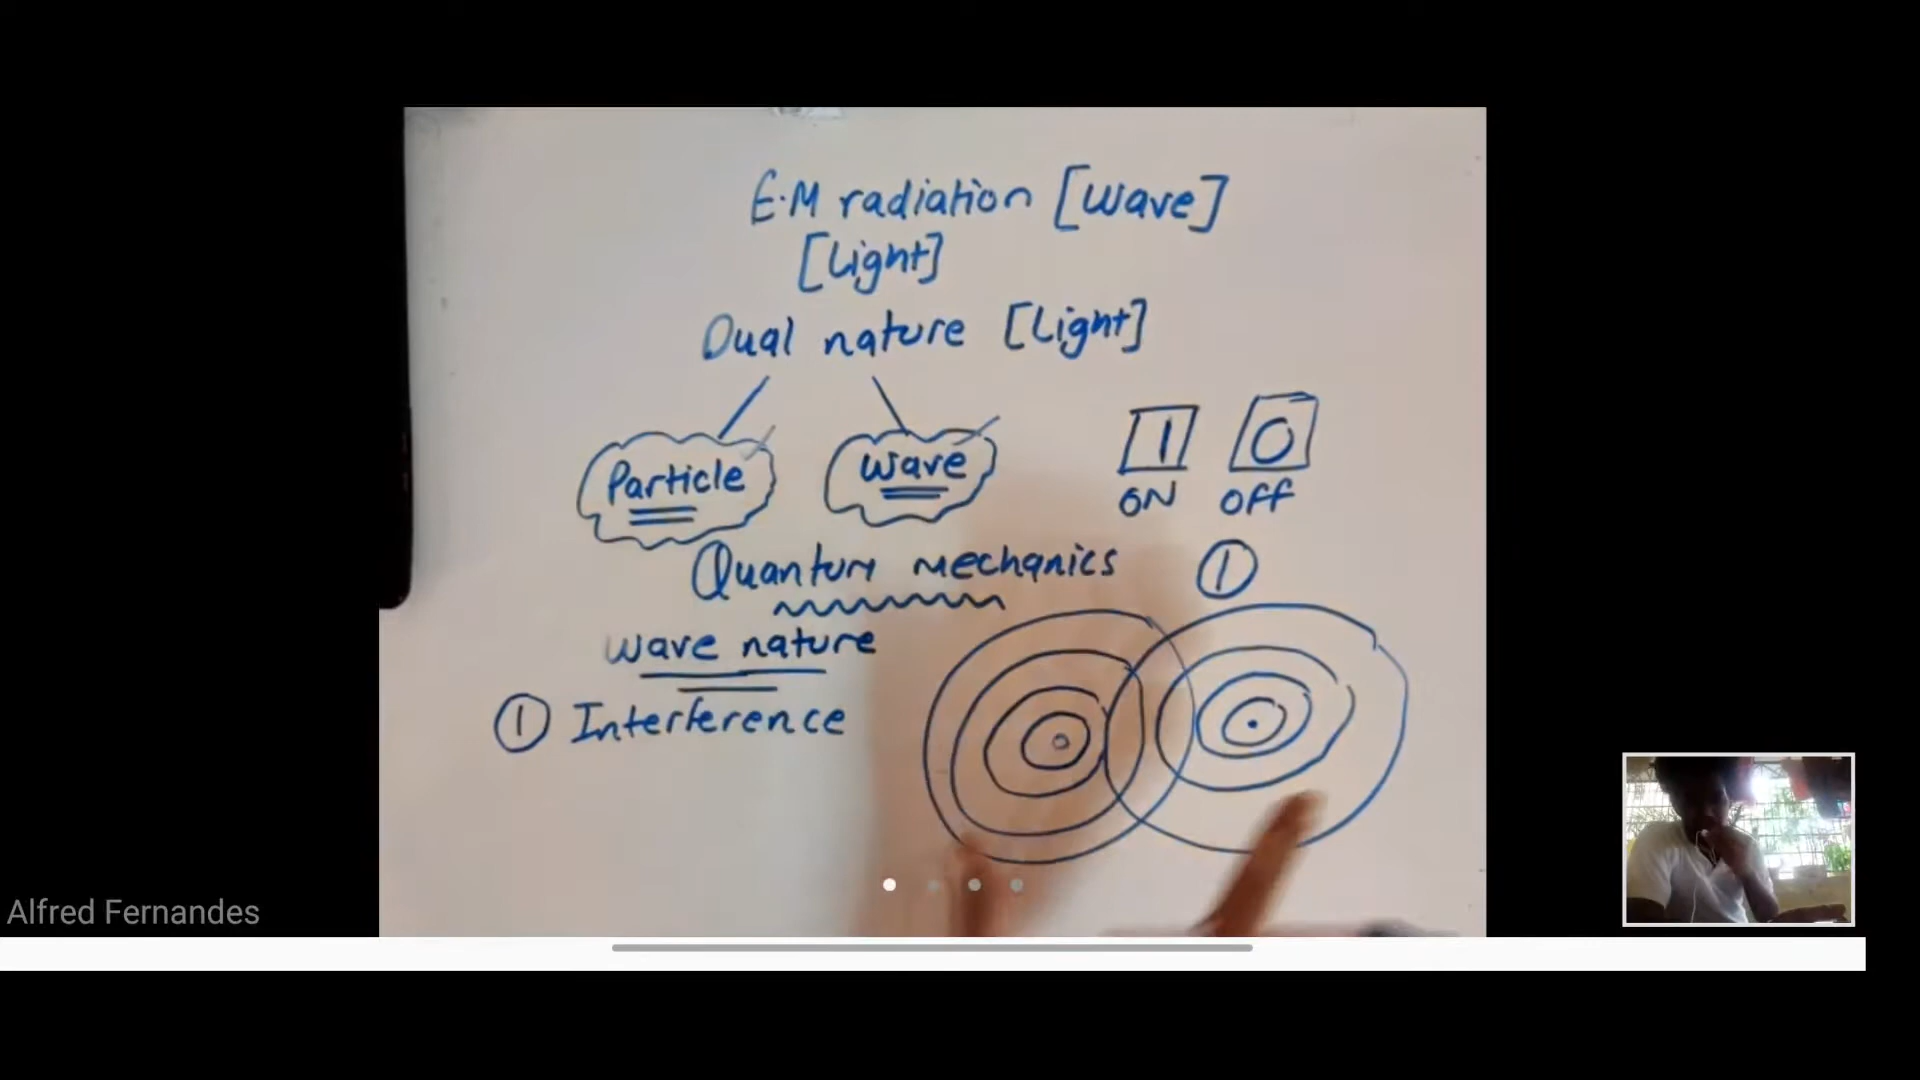 E.M radiation [wave]
[Light]
Dual nature [Light]
Particle
wave
1
0
ON
OFF
Quantum mechanics
1
wave nature
1 Interference
Alfred Fernandes